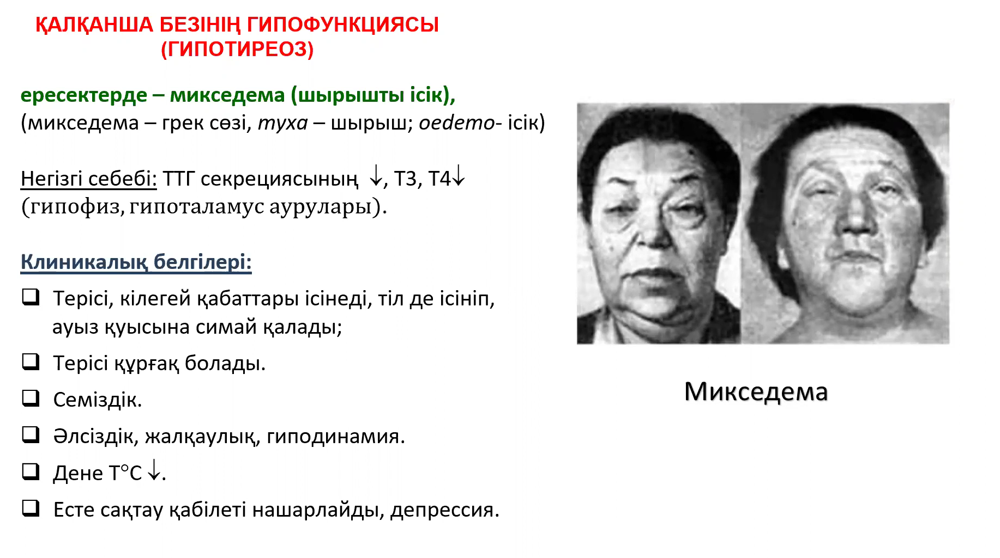 ҚАЛҚАНША БЕЗІНІҢ ГИПОФУНКЦИЯСЫ
(ГИПОТИРЕОЗ)
ересектерде – микседема (шырышты ісік),
(микседема – грек сөзі, myxa – шырыш; oedemo- ісік)
Негізгі себебі: ТТГ секрециясының ↓, Т3, Т4↓
(гипофиз, гипоталамус аурулары).
Клиникалық белгілері:
❑ Терісі, кілегей қабаттары ісінеді, тіл де ісініп,
ауыз қуысына симай қалады;
❑ Терісі құрғақ болады.
❑ Семіздік.
❑ Әлсіздік, жалқаулық, гиподинамия.
❑ Дене Т°С ↓.
❑ Есте сақтау қабілеті нашарлайды, депрессия.
Микседема